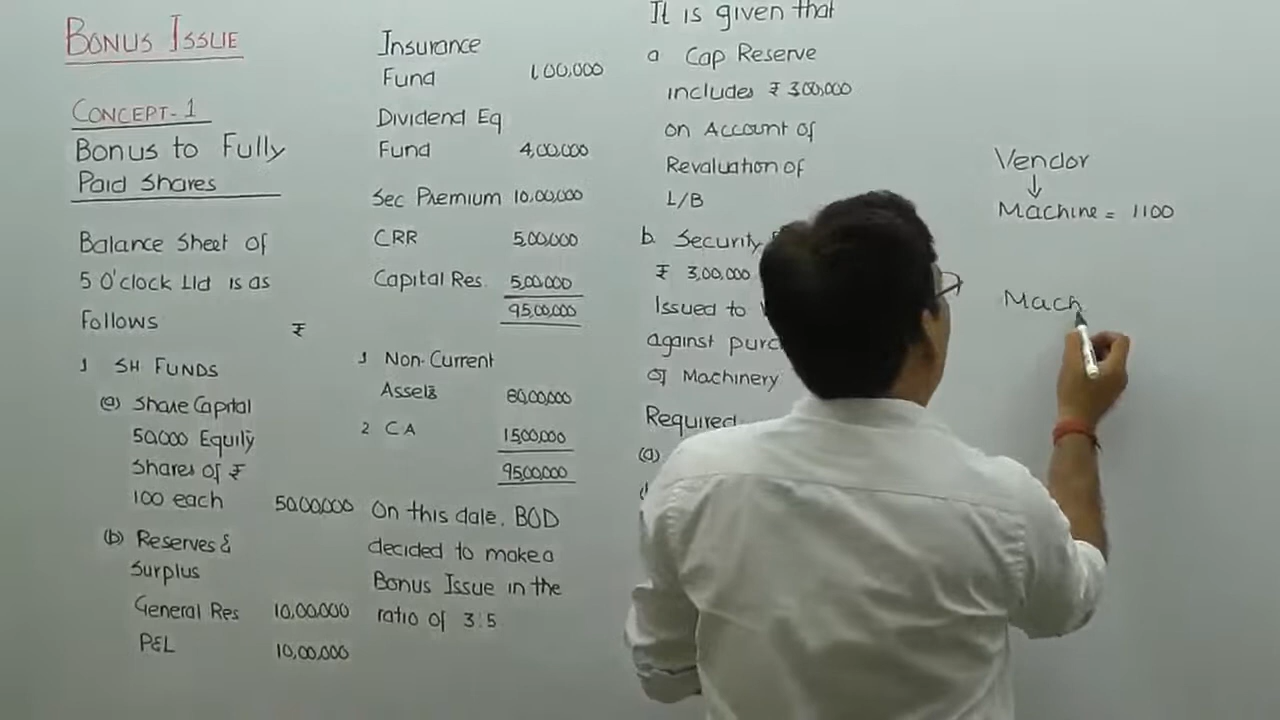 BONUS ISSUE
CONCEPT-1
Bonus to Fully
Paid Shares
Balance Sheet of
5 O'clock Ltd is as
Follows ₹
1 SH FUNDS
(a) Share Capital
50,000 Equity
Shares of ₹
100 each 50,00,000
(b) Reserves &
Surplus
General Res 10,00,000
P&L 10,00,000
Insurance
Fund 1,00,000
Dividend Eq
Fund 4,00,000
Sec Premium 10,00,000
CRR 5,00,000
Capital Res. 5,00,000
95,00,000
1 Non-Current
Assets 80,00,000
2 CA 15,00,000
95,00,000
On this date, BOD
decided to make a
Bonus Issue in the
ratio of 3:5
It is given that
a Cap Reserve
includes ₹ 3,00,000
on Account of
Revaluation of
L/B
b. Security
₹ 3,00,000
Issued to
against
of Machinery
Required
(a)
Vendor
↓
Machine = 1100
Mach